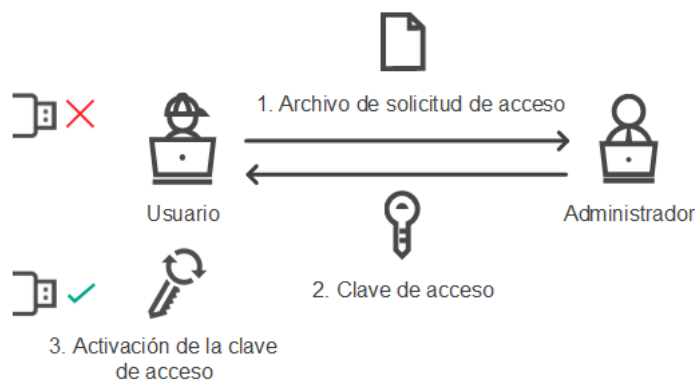 1. Archivo de solicitud de acceso
Usuario
Administrador
2. Clave de acceso
3. Activación de la clave
de acceso